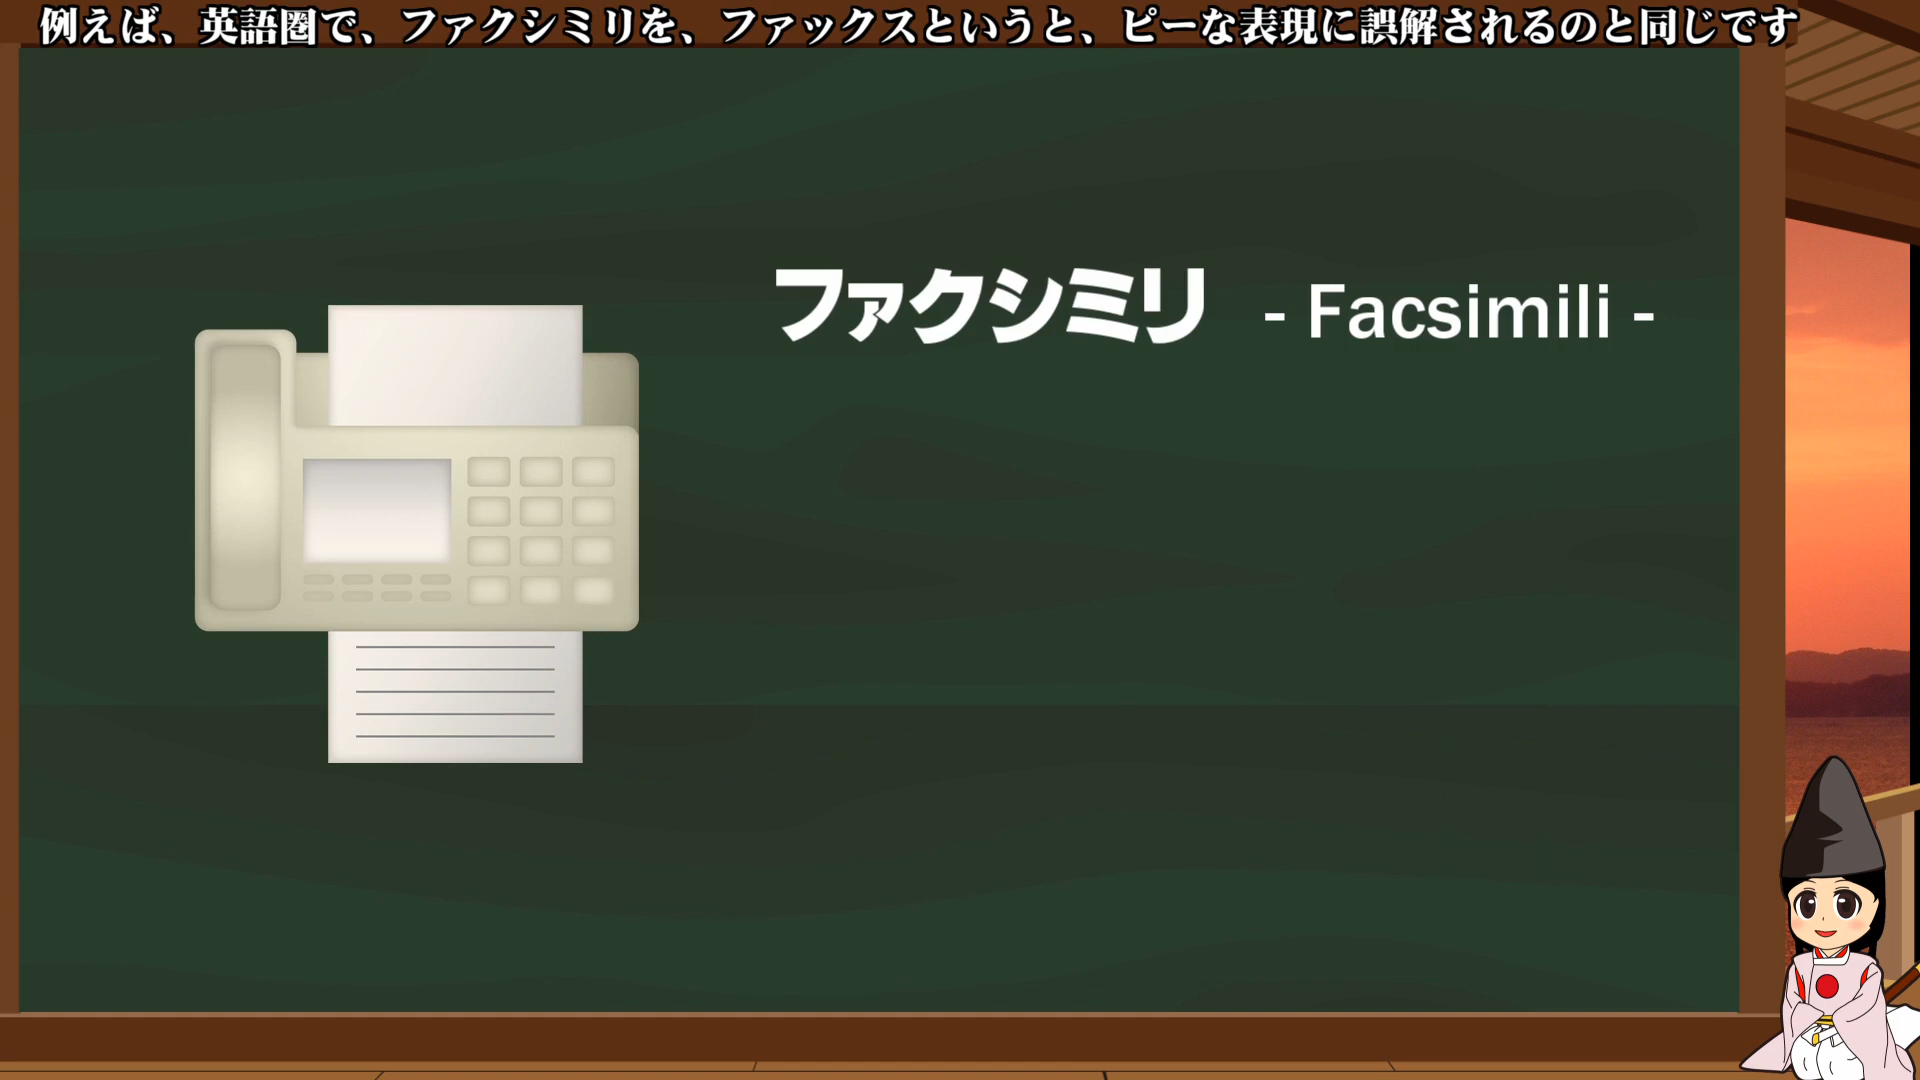 例えば、英語圏で、ファクシミリを、ファックスというと、ピーな表現に誤解されるのと同じです
ファクシミリ - Facsimili -